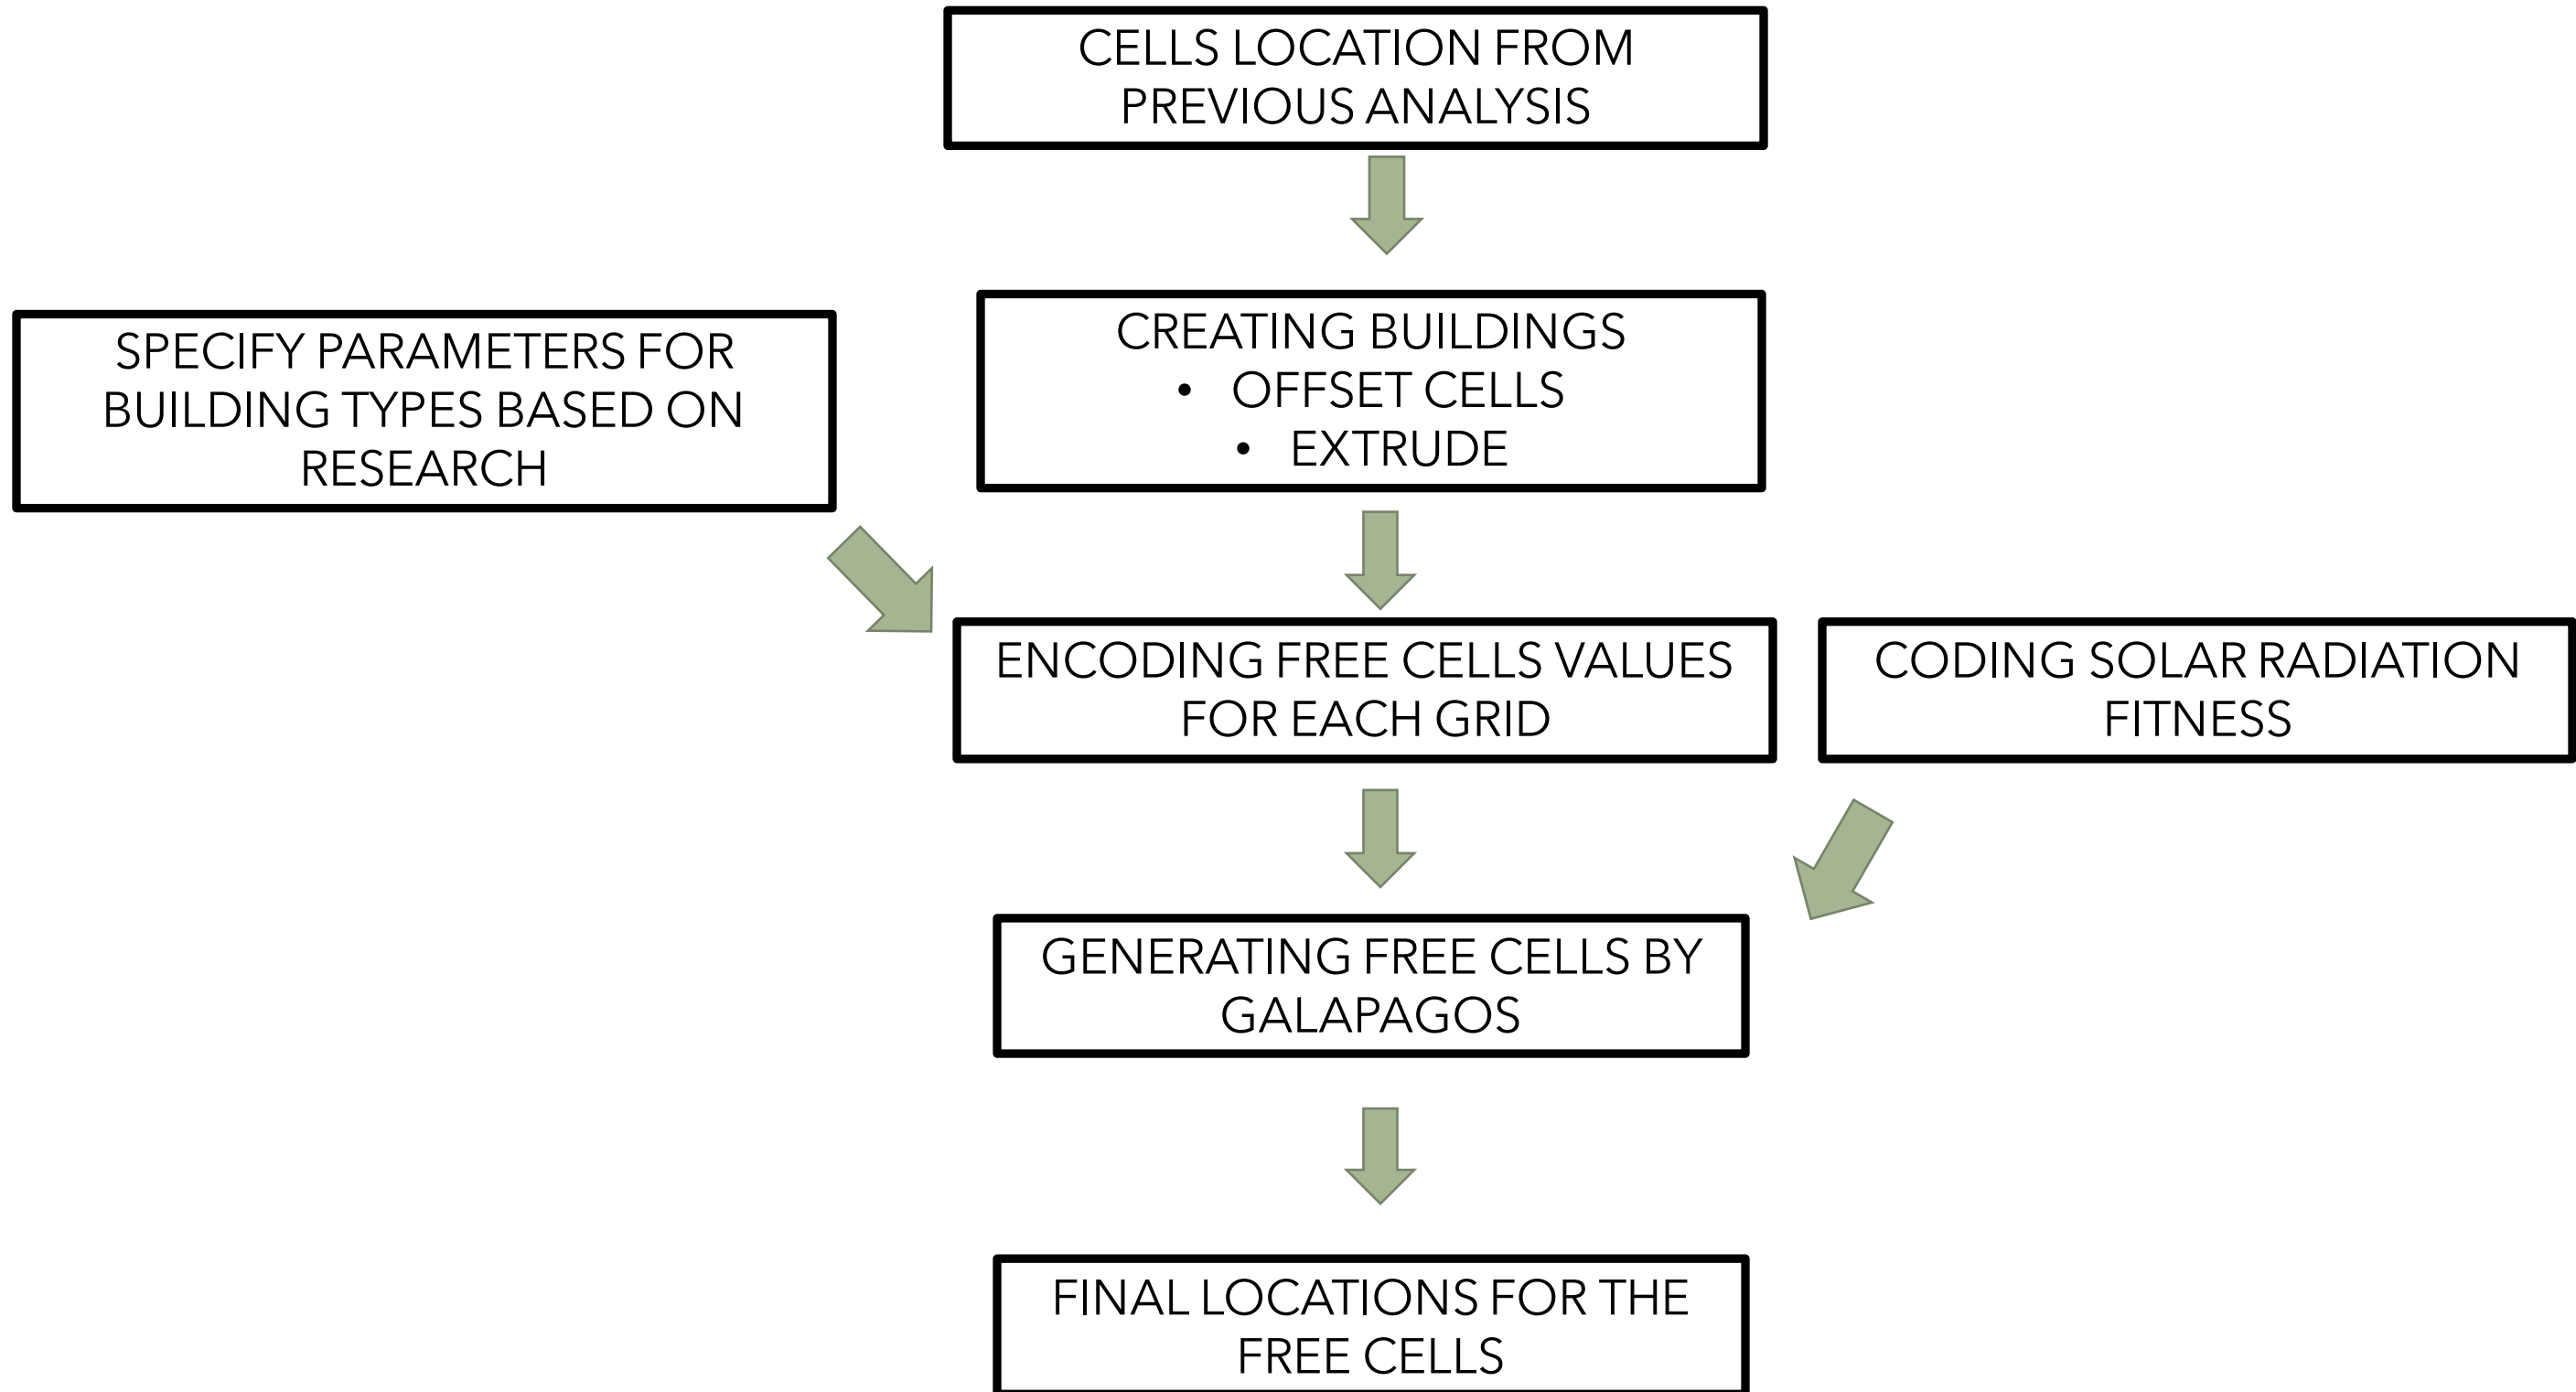 CELLS LOCATION FROM
PREVIOUS ANALYSIS
SPECIFY PARAMETERS FOR
BUILDING TYPES BASED ON
RESEARCH
CREATING BUILDINGS
• OFFSET CELLS
• EXTRUDE
ENCODING FREE CELLS VALUES
FOR EACH GRID
CODING SOLAR RADIATION
FITNESS
GENERATING FREE CELLS BY
GALAPAGOS
FINAL LOCATIONS FOR THE
FREE CELLS